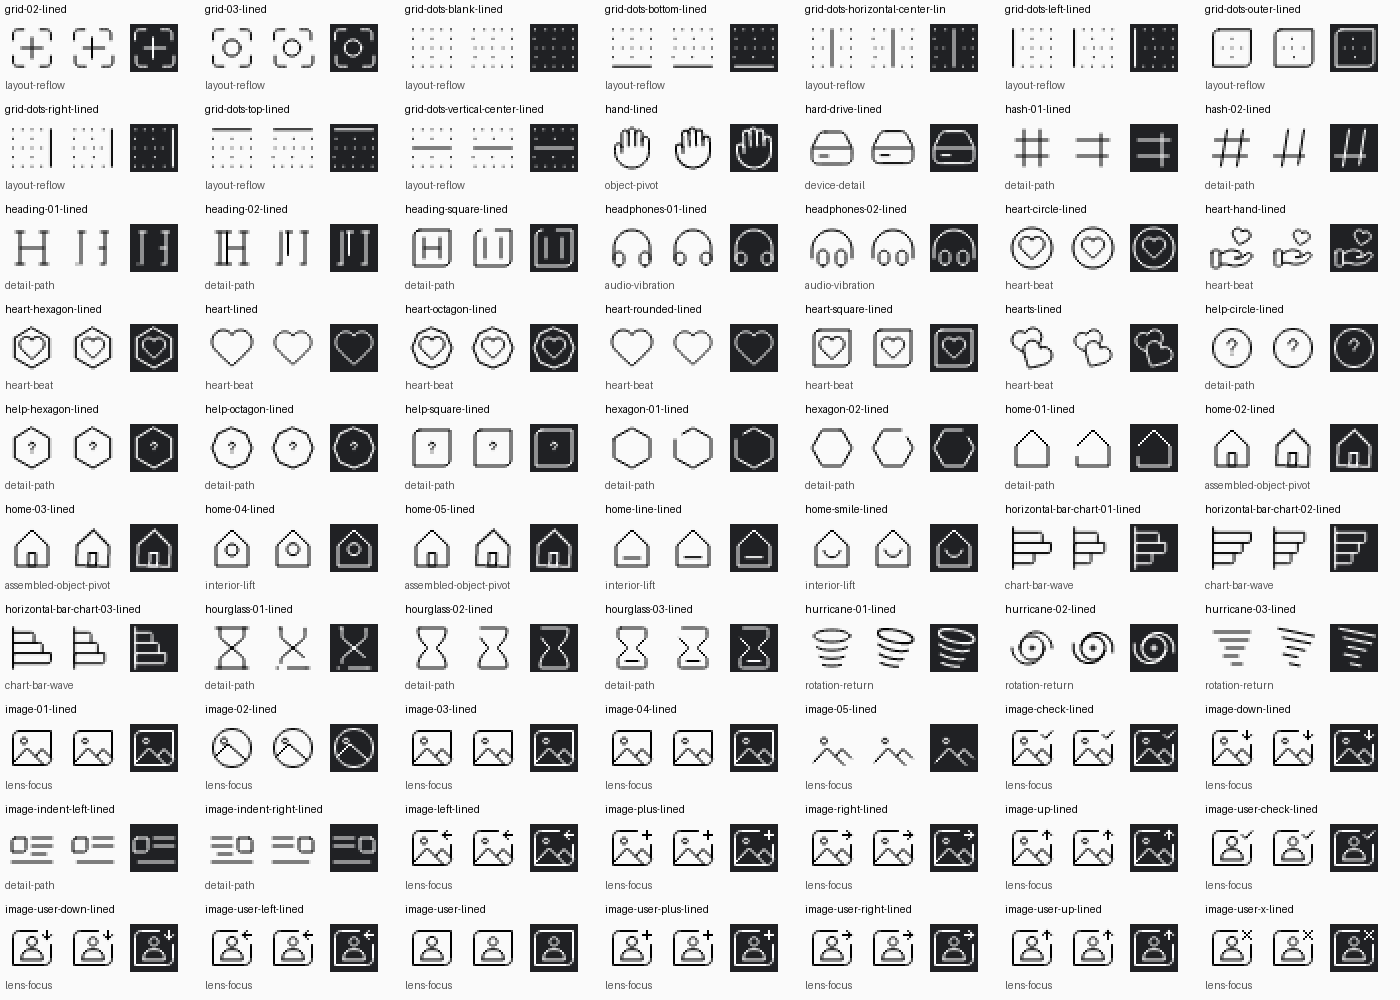 grid-02-lined grid-03-lined grid-dots-blank-lined grid-dots-bottom-lined grid-dots-horizontal-center-lin grid-dots-left-lined grid-dots-outer-lined
layout-reflow layout-reflow layout-reflow layout-reflow layout-reflow layout-reflow layout-reflow
grid-dots-right-lined grid-dots-top-lined grid-dots-vertical-center-lined hand-lined hard-drive-lined hash-01-lined hash-02-lined
layout-reflow layout-reflow layout-reflow object-pivot device-detail detail-path detail-path
heading-01-lined heading-02-lined heading-square-lined headphones-01-lined headphones-02-lined heart-circle-lined heart-hand-lined
detail-path detail-path detail-path audio-vibration audio-vibration heart-beat heart-beat
heart-hexagon-lined heart-lined heart-octagon-lined heart-rounded-lined heart-square-lined hearts-lined help-circle-lined
heart-beat heart-beat heart-beat heart-beat heart-beat heart-beat detail-path
help-hexagon-lined help-octagon-lined help-square-lined hexagon-01-lined hexagon-02-lined home-01-lined home-02-lined
detail-path detail-path detail-path detail-path detail-path detail-path assembled-object-pivot
home-03-lined home-04-lined home-05-lined home-line-lined home-smile-lined horizontal-bar-chart-01-lined horizontal-bar-chart-02-lined
assembled-object-pivot interior-lift assembled-object-pivot interior-lift interior-lift chart-bar-wave chart-bar-wave
horizontal-bar-chart-03-lined hourglass-01-lined hourglass-02-lined hourglass-03-lined hurricane-01-lined hurricane-02-lined hurricane-03-lined
chart-bar-wave detail-path detail-path detail-path rotation-return rotation-return rotation-return
image-01-lined image-02-lined image-03-lined image-04-lined image-05-lined image-check-lined image-down-lined
lens-focus lens-focus lens-focus lens-focus lens-focus lens-focus lens-focus
image-indent-left-lined image-indent-right-lined image-left-lined image-plus-lined image-right-lined image-up-lined image-user-check-lined
detail-path detail-path lens-focus lens-focus lens-focus lens-focus lens-focus
image-user-down-lined image-user-left-lined image-user-lined image-user-plus-lined image-user-right-lined image-user-up-lined image-user-x-lined
lens-focus lens-focus lens-focus lens-focus lens-focus lens-focus lens-focus